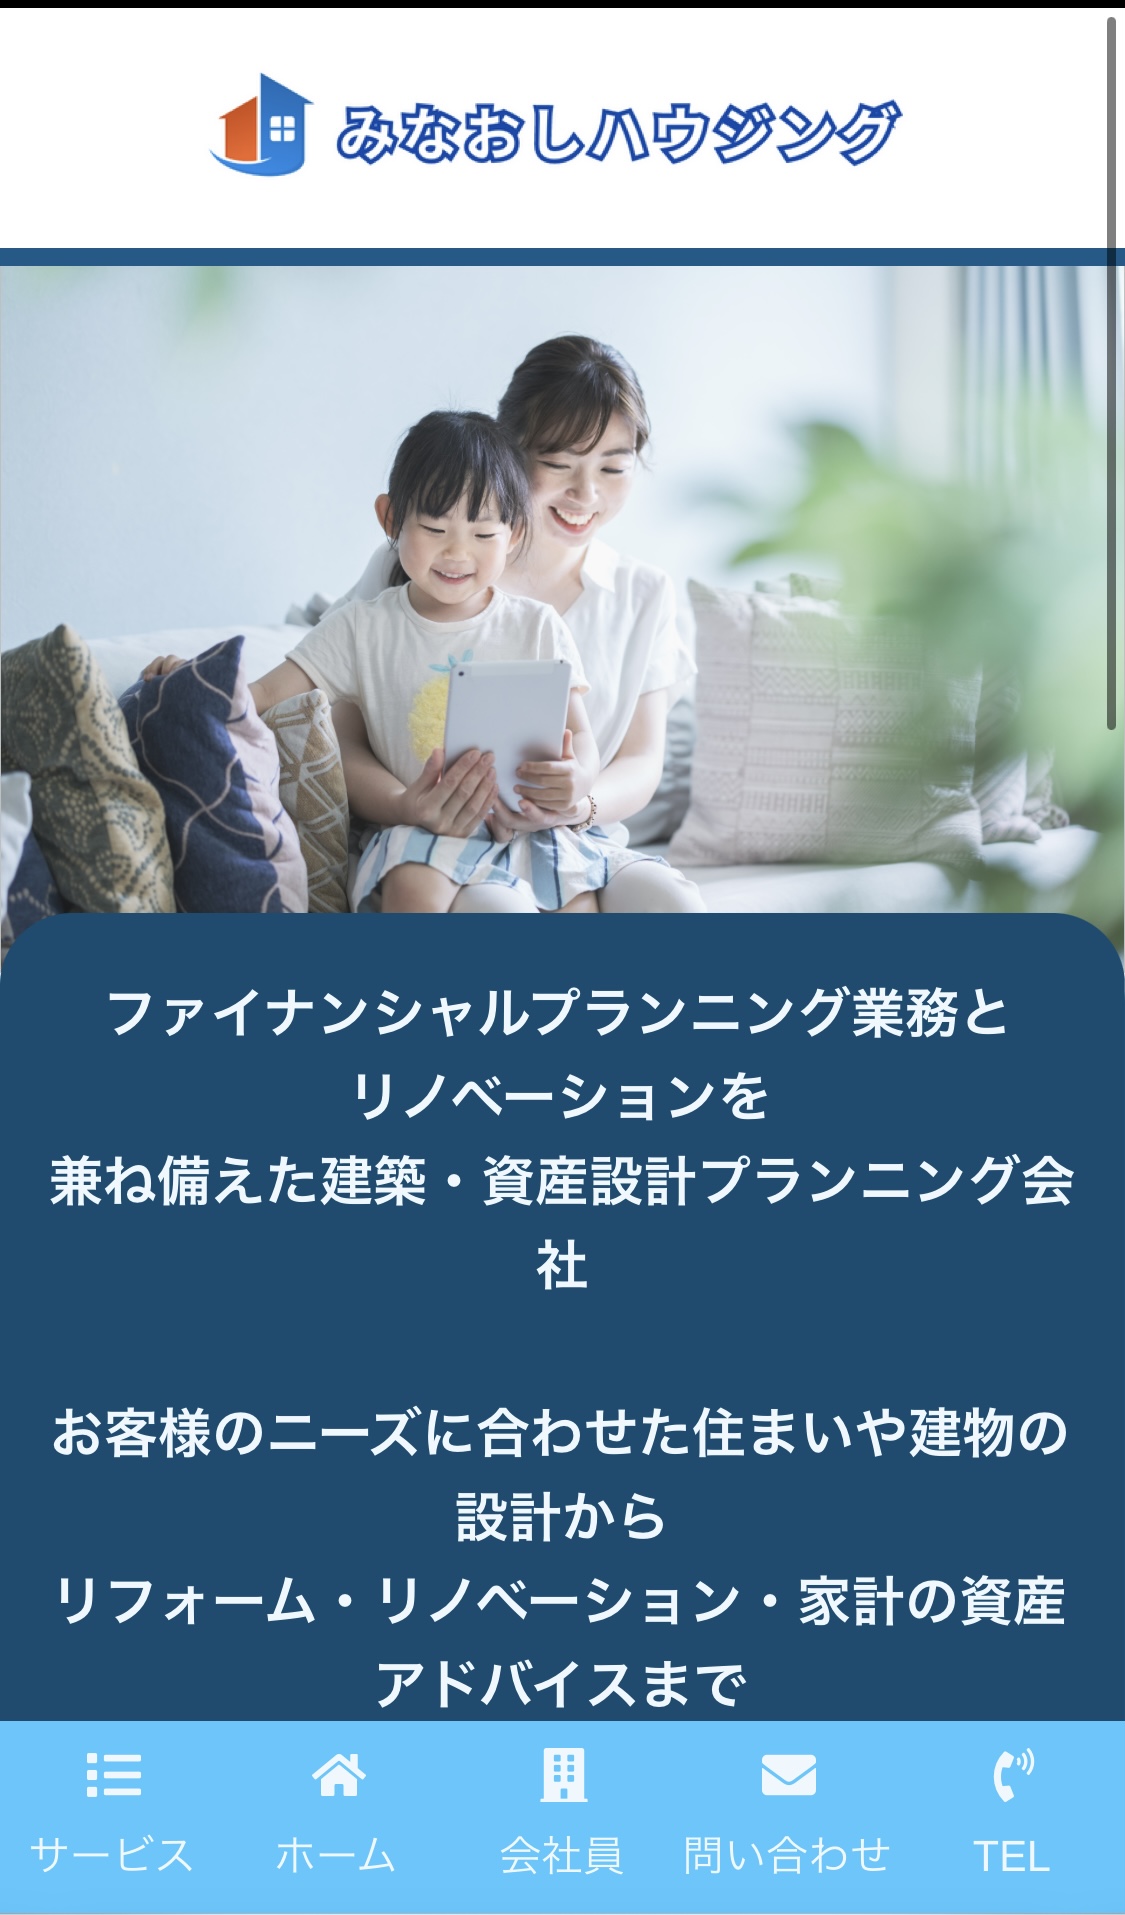 みなおしハウジング
ファイナンシャルプランニング業務と
リノベーションを
兼ね備えた建築・資産設計プランニング会
社
お客様のニーズに合わせた住まいや建物の
設計から
リフォーム・リノベーション・家計の資産
アドバイスまで
サービス
ホーム
会社員
問い合わせ
TEL